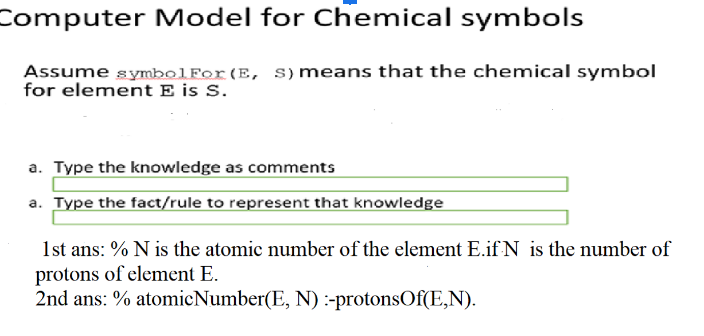 Computer Model for Chemical symbols
Assume symbolFor(E, S) means that the chemical symbol
for element E is S.
a. Type the knowledge as comments
a. Type the fact/rule to represent that knowledge
1st ans: % N is the atomic number of the element E.if N is the number of
protons of element E.
2nd ans: % atomicNumber(E, N) :-protonsOf(E,N).